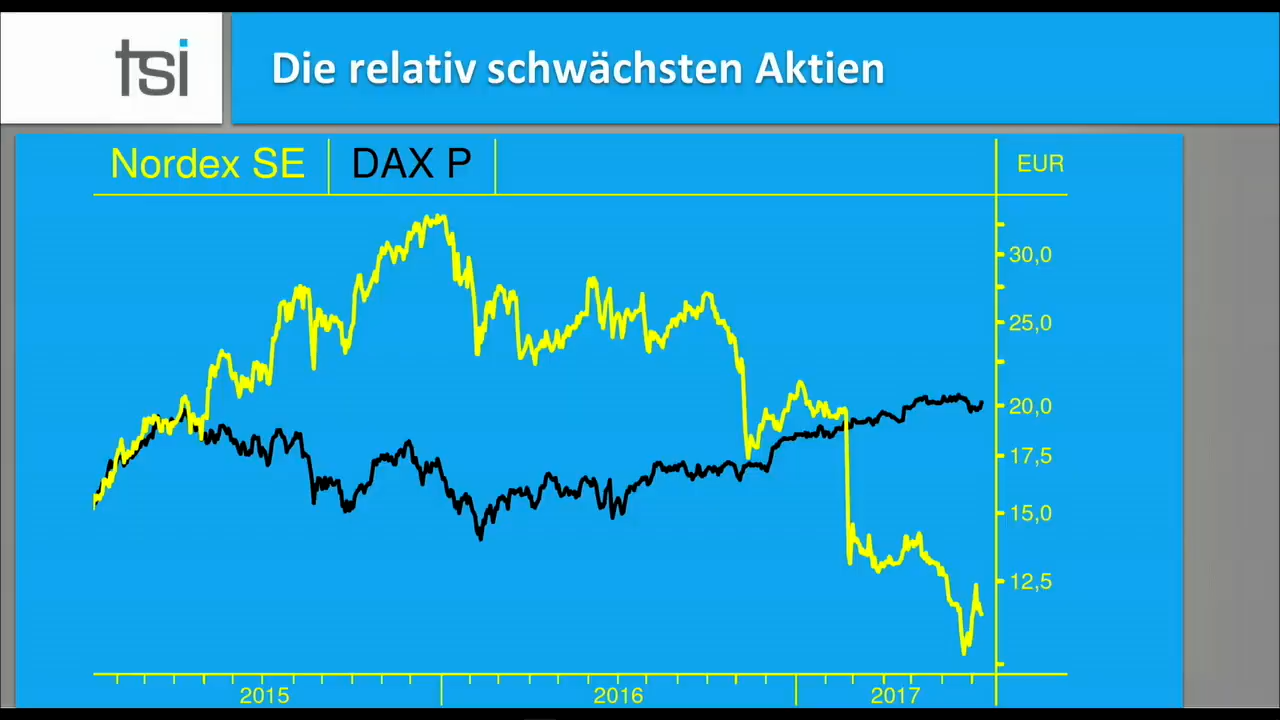 tsi
Die relativ schwächsten Aktien
Nordex SE DAX P EUR
30,0
25,0
20,0
17,5
15,0
12,5
2015 2016 2017